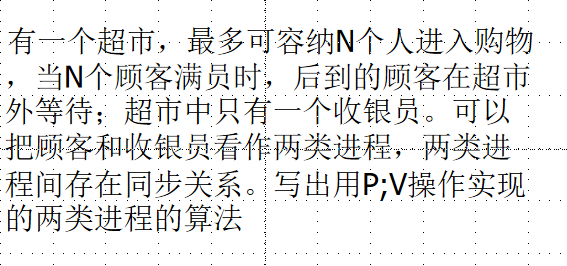 有一个超市，最多可容纳N个人进入购物
，当N个顾客满员时，后到的顾客在超市
外等待；超市中只有一个收银员。可以
把顾客和收银员看作两类进程，两类进
程间存在同步关系。写出用P;V操作实现
的两类进程的算法